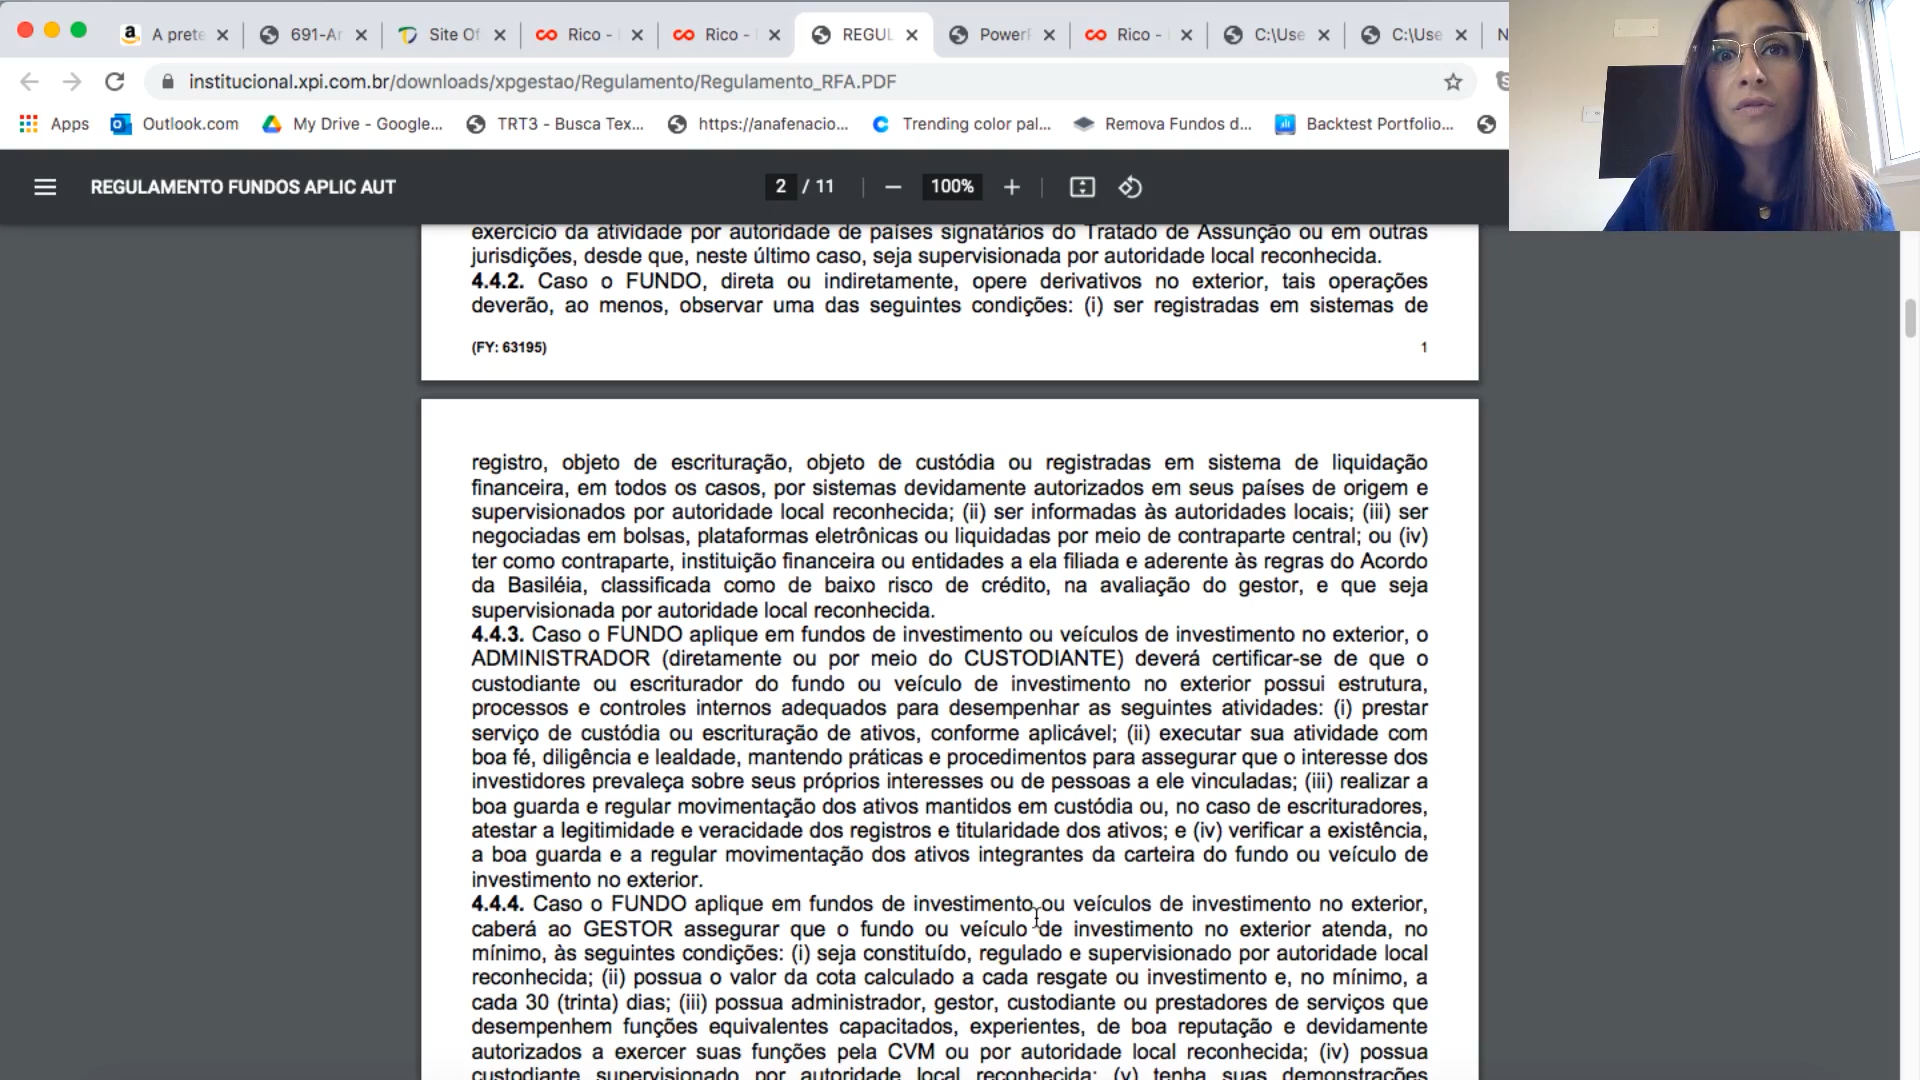 A prete
691-Ar
Site Of
Rico -
Rico -
REGUL
Power
Rico -
C:\Use
C:\Use
N
institucional.xpi.com.br/downloads/xpgestao/Regulamento/Regulamento_RFA.PDF
Apps
Outlook.com
My Drive - Google...
TRT3 - Busca Tex...
https://anafenacio...
Trending color pal...
Remova Fundos d...
Backtest Portfolio...
REGULAMENTO FUNDOS APLIC AUT
2 / 11
100%
exercício da atividade por autoridade de países signatários do Tratado de Assunção ou em outras
jurisdições, desde que, neste último caso, seja supervisionada por autoridade local reconhecida.
4.4.2. Caso o FUNDO, direta ou indiretamente, opere derivativos no exterior, tais operações
deverão, ao menos, observar uma das seguintes condições: (i) ser registradas em sistemas de
(FY: 63195)
1
registro, objeto de escrituração, objeto de custódia ou registradas em sistema de liquidação
financeira, em todos os casos, por sistemas devidamente autorizados em seus países de origem e
supervisionados por autoridade local reconhecida; (ii) ser informadas às autoridades locais; (iii) ser
negociadas em bolsas, plataformas eletrônicas ou liquidadas por meio de contraparte central; ou (iv)
ter como contraparte, instituição financeira ou entidades a ela filiada e aderente às regras do Acordo
da Basiléia, classificada como de baixo risco de crédito, na avaliação do gestor, e que seja
supervisionada por autoridade local reconhecida.
4.4.3. Caso o FUNDO aplique em fundos de investimento ou veículos de investimento no exterior, o
ADMINISTRADOR (diretamente ou por meio do CUSTODIANTE) deverá certificar-se de que o
custodiante ou escriturador do fundo ou veículo de investimento no exterior possui estrutura,
processos e controles internos adequados para desempenhar as seguintes atividades: (i) prestar
serviço de custódia ou escrituração de ativos, conforme aplicável; (ii) executar sua atividade com
boa fé, diligência e lealdade, mantendo práticas e procedimentos para assegurar que o interesse dos
investidores prevaleça sobre seus próprios interesses ou de pessoas a ele vinculadas; (iii) realizar a
boa guarda e regular movimentação dos ativos mantidos em custódia ou, no caso de escrituradores,
atestar a legitimidade e veracidade dos registros e titularidade dos ativos; e (iv) verificar a existência,
a boa guarda e a regular movimentação dos ativos integrantes da carteira do fundo ou veículo de
investimento no exterior.
4.4.4. Caso o FUNDO aplique em fundos de investimento ou veículos de investimento no exterior,
caberá ao GESTOR assegurar que o fundo ou veículo de investimento no exterior atenda, no
mínimo, às seguintes condições: (i) seja constituído, regulado e supervisionado por autoridade local
reconhecida; (ii) possua o valor da cota calculado a cada resgate ou investimento e, no mínimo, a
cada 30 (trinta) dias; (iii) possua administrador, gestor, custodiante ou prestadores de serviços que
desempenhem funções equivalentes capacitados, experientes, de boa reputação e devidamente
autorizados a exercer suas funções pela CVM ou por autoridade local reconhecida; (iv) possua
custodiante supervisionado por autoridade local reconhecida; (v) tenha suas demonstrações